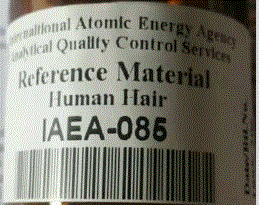 International Atomic Energy Agency
Analytical Quality Control Services
Reference Material
Human Hair
IAEA-085